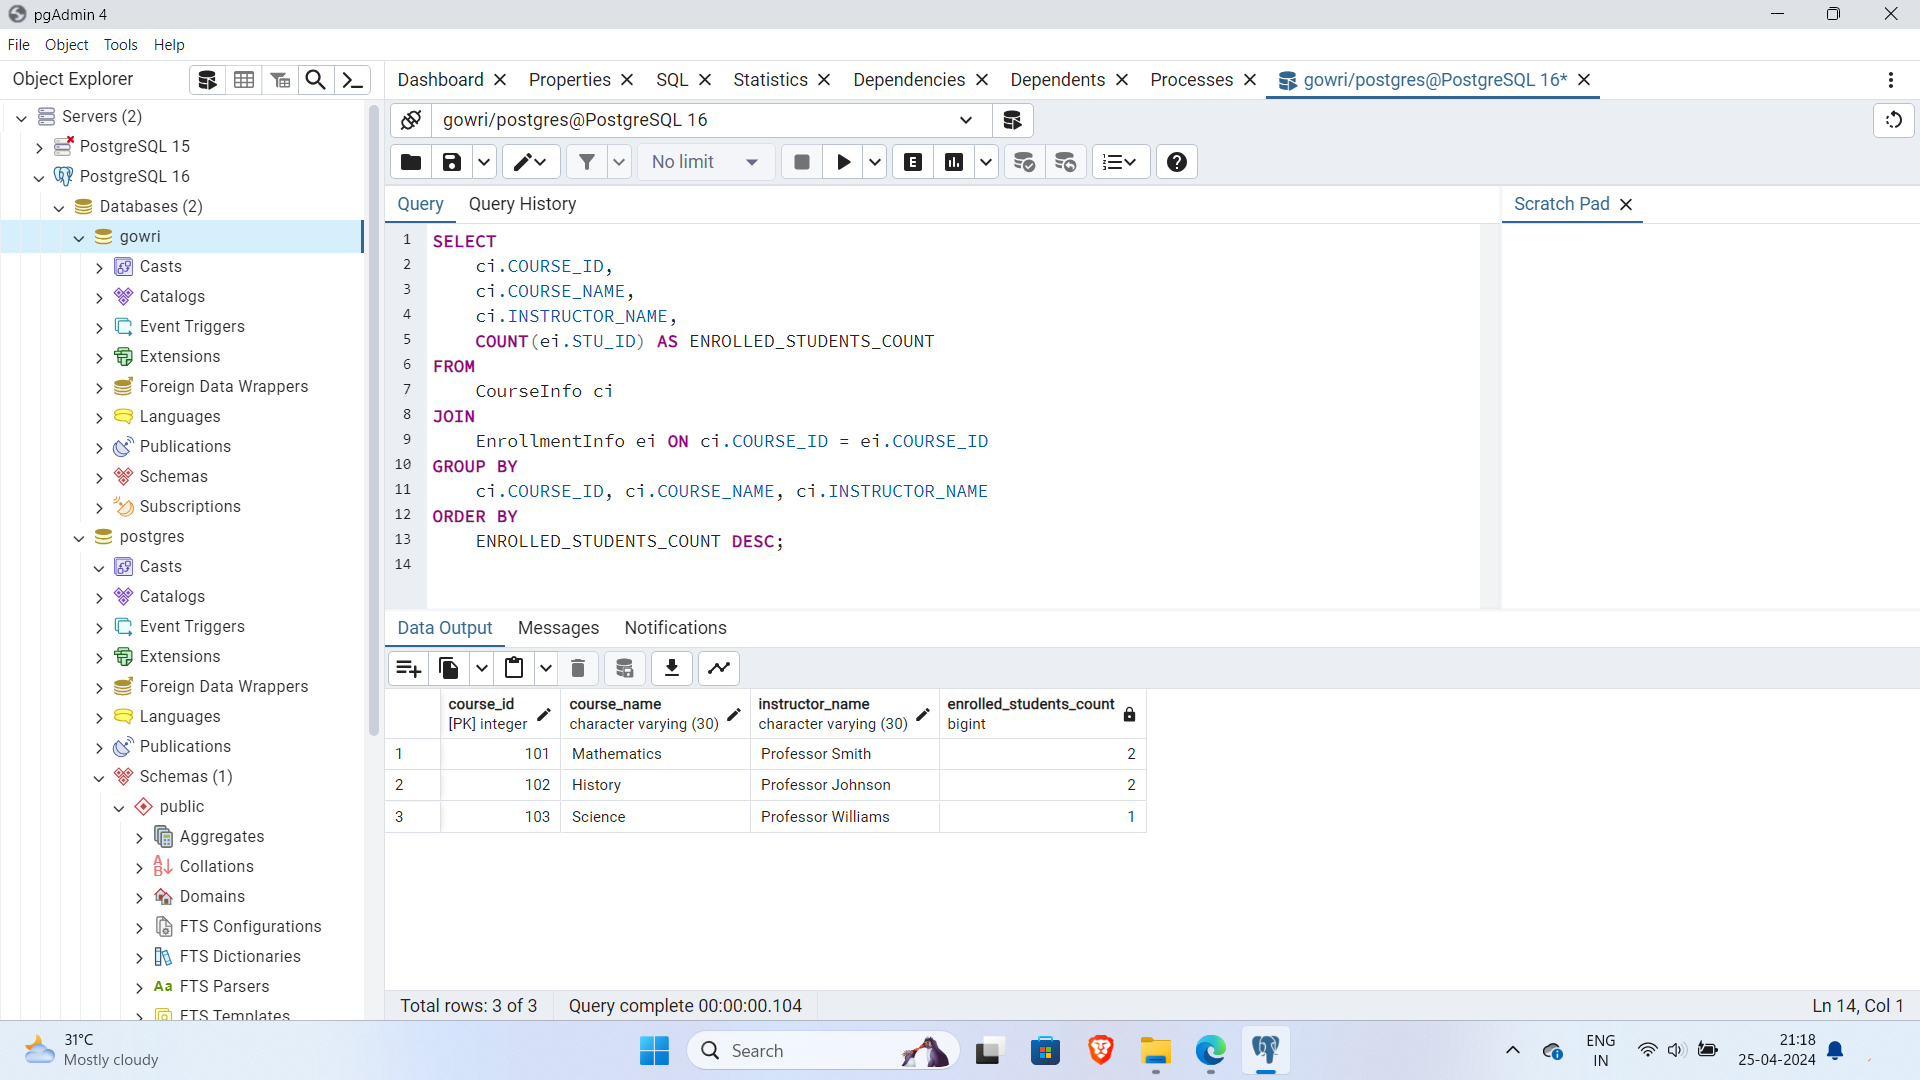 pgAdmin 4
File Object Tools Help
Object Explorer
Dashboard Properties SQL Statistics Dependencies Dependents Processes gowri/postgres@PostgreSQL 16*
Servers (2)
PostgreSQL 15
PostgreSQL 16
Databases (2)
gowri
Casts
Catalogs
Event Triggers
Extensions
Foreign Data Wrappers
Languages
Publications
Schemas
Subscriptions
postgres
Casts
Catalogs
Event Triggers
Extensions
Foreign Data Wrappers
Languages
Publications
Schemas (1)
public
Aggregates
Collations
Domains
FTS Configurations
FTS Dictionaries
Aa FTS Parsers
FTS Templates
gowri/postgres@PostgreSQL 16
No limit
E
Query Query History
Scratch Pad
1 SELECT
2 ci.COURSE_ID,
3 ci.COURSE_NAME,
4 ci.INSTRUCTOR_NAME,
5 COUNT(ei.STU_ID) AS ENROLLED_STUDENTS_COUNT
6 FROM
7 CourseInfo ci
8 JOIN
9 EnrollmentInfo ei ON ci.COURSE_ID = ei.COURSE_ID
10 GROUP BY
11 ci.COURSE_ID, ci.COURSE_NAME, ci.INSTRUCTOR_NAME
12 ORDER BY
13 ENROLLED_STUDENTS_COUNT DESC;
14
Data Output Messages Notifications
course_id course_name instructor_name enrolled_students_count
[PK] integer character varying (30) character varying (30) bigint
1 101 Mathematics Professor Smith 2
2 102 History Professor Johnson 2
3 103 Science Professor Williams 1
Total rows: 3 of 3 Query complete 00:00:00.104 Ln 14, Col 1
31°C
Mostly cloudy
Search
ENG
IN
21:18
25-04-2024